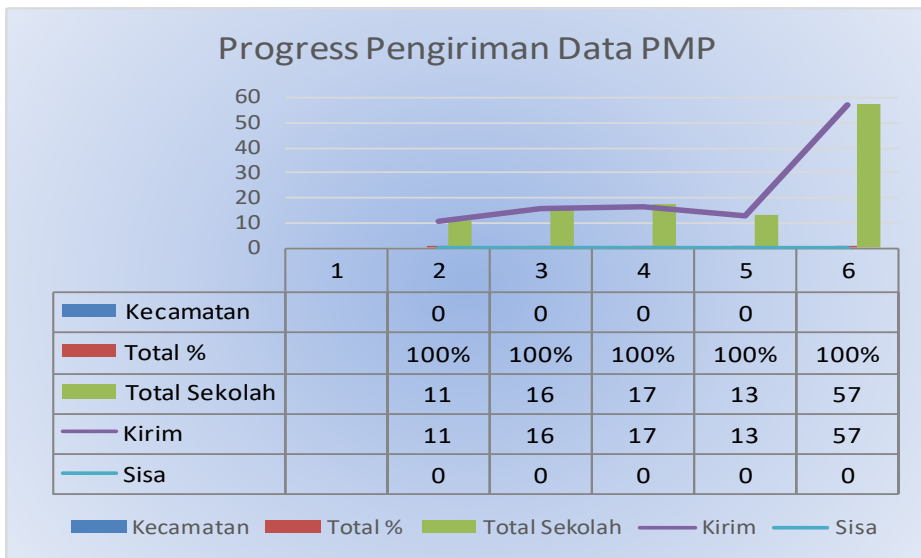 Progress Pengiriman Data PMP
60
50
40
30
20
10
0
1 2 3 4 5 6
Kecamatan 0 0 0 0
Total % 100% 100% 100% 100% 100%
Total Sekolah 11 16 17 13 57
Kirim 11 16 17 13 57
Sisa 0 0 0 0 0
Kecamatan Total % Total Sekolah Kirim Sisa